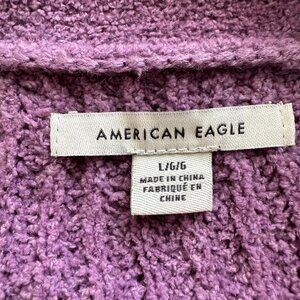 AMERICAN EAGLE
L/G/G
MADE IN CHINA
FABRIQUÉ EN
CHINE